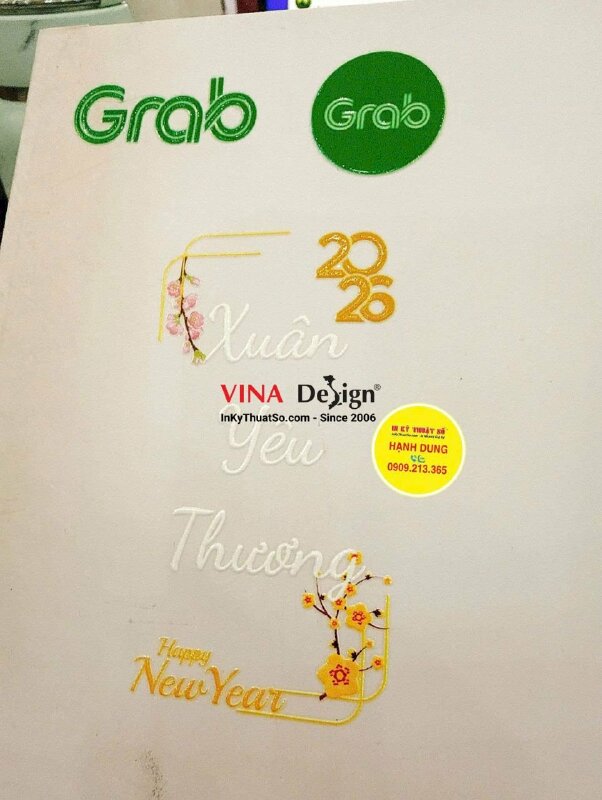 Grab
Grab
2026
Xuân
VINA Design®
InKyThuatSo.com - Since 2006
Yêu
IN KỸ THUẬT SỐ
HẠNH DUNG
0909.213.365
Thương
Happy
New Year